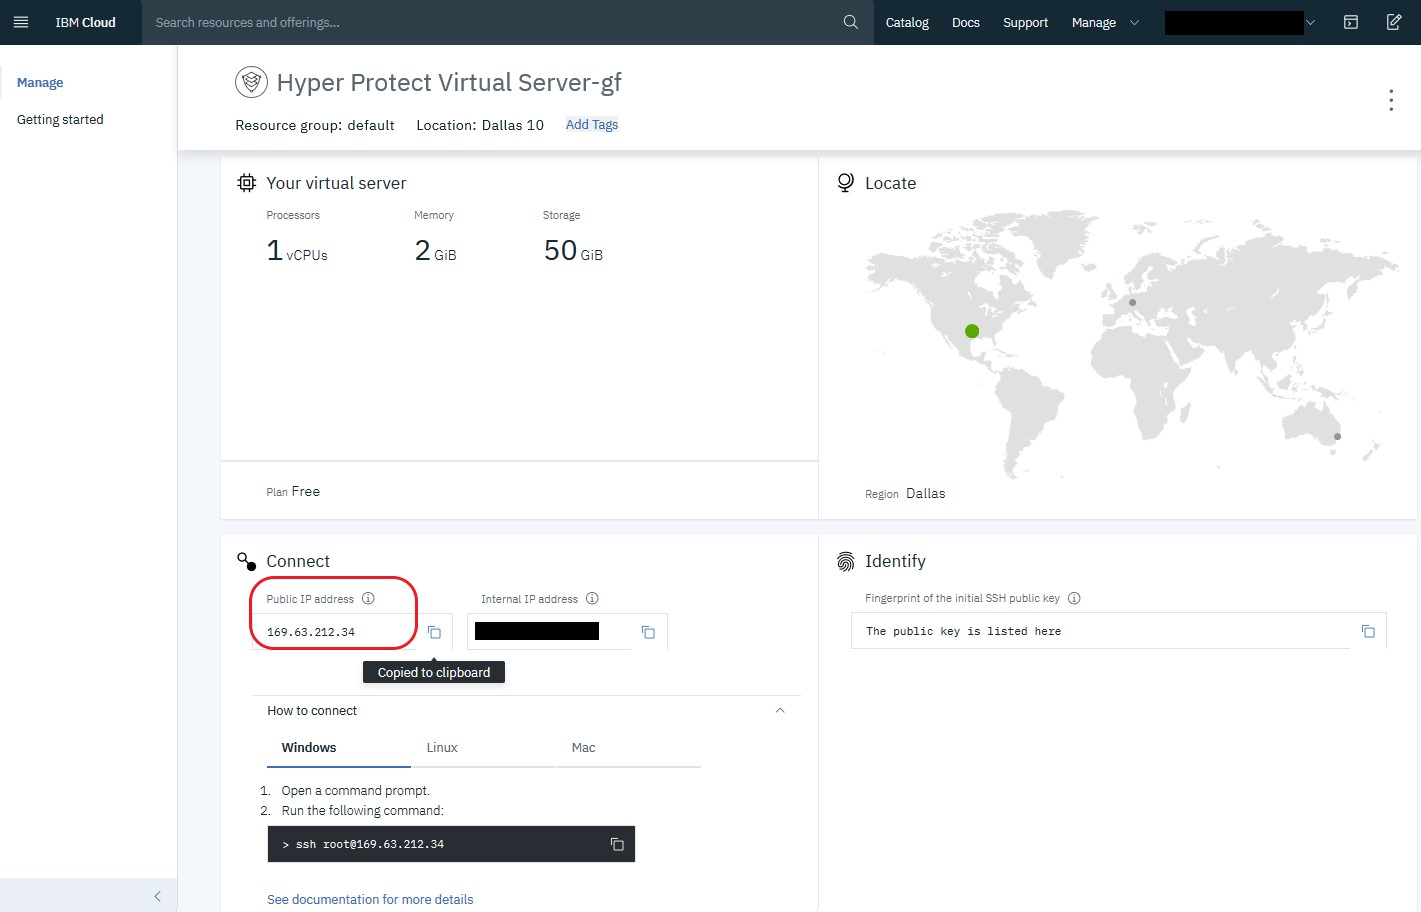 IBM Cloud
Search resources and offerings...
Catalog
Docs
Support
Manage
Manage
Getting started
Hyper Protect Virtual Server-gf
Resource group: default
Location: Dallas 10
Add Tags
Your virtual server
Processors
Memory
Storage
1 vCPUs
2 GiB
50 GiB
Plan Free
Locate
Region Dallas
Connect
Public IP address
Internal IP address
169.63.212.34
Copied to clipboard
How to connect
Windows
Linux
Mac
1. Open a command prompt.
2. Run the following command:
> ssh root@169.63.212.34
See documentation for more details
Identify
Fingerprint of the initial SSH public key
The public key is listed here